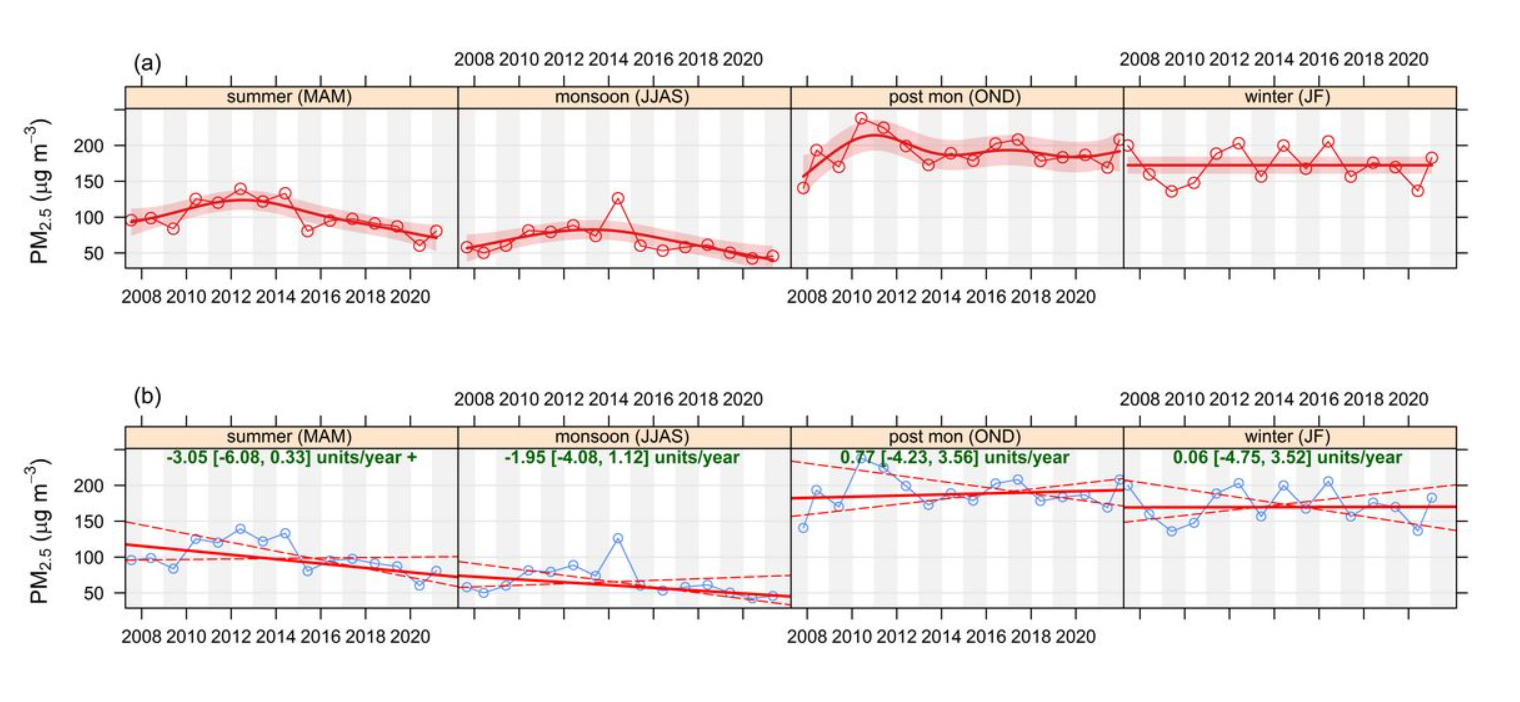 (a)
2008 2010 2012 2014 2016 2018 2020
2008 2010 2012 2014 2016 2018 2020
summer (MAM)
monsoon (JJAS)
post mon (OND)
winter (JF)
PM2.5 (µg m−3)
200
150
100
50
2008 2010 2012 2014 2016 2018 2020
2008 2010 2012 2014 2016 2018 2020
(b)
2008 2010 2012 2014 2016 2018 2020
2008 2010 2012 2014 2016 2018 2020
summer (MAM)
monsoon (JJAS)
post mon (OND)
winter (JF)
-3.05 [-6.08, 0.33] units/year +
-1.95 [-4.08, 1.12] units/year
0.77 [-4.23, 3.56] units/year
0.06 [-4.75, 3.52] units/year
PM2.5 (µg m−3)
200
150
100
50
2008 2010 2012 2014 2016 2018 2020
2008 2010 2012 2014 2016 2018 2020